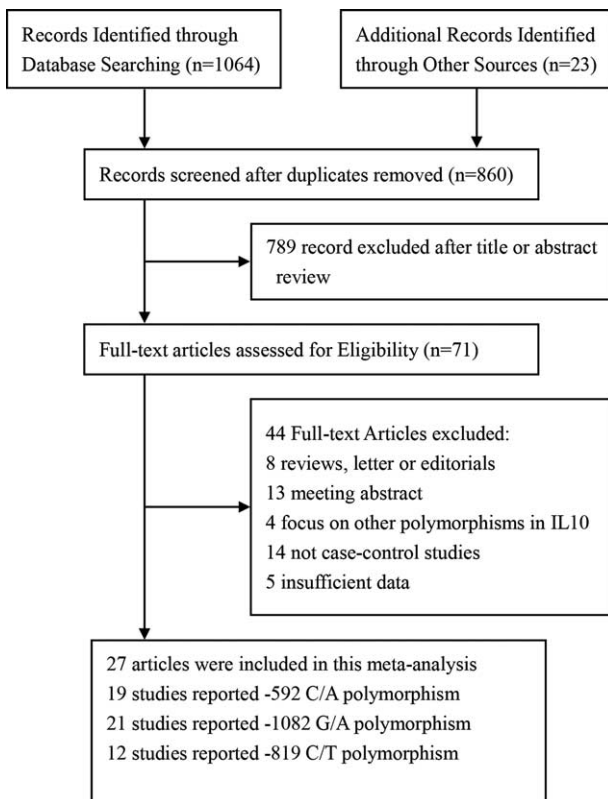 Records Identified through
Database Searching (n=1064)
Additional Records Identified
through Other Sources (n=23)
Records screened after duplicates removed (n=860)
789 record excluded after title or abstract
review
Full-text articles assessed for Eligibility (n=71)
44 Full-text Articles excluded:
8 reviews, letter or editorials
13 meeting abstract
4 focus on other polymorphisms in IL10
14 not case-control studies
5 insufficient data
27 articles were included in this meta-analysis
19 studies reported -592 C/A polymorphism
21 studies reported -1082 G/A polymorphism
12 studies reported -819 C/T polymorphism